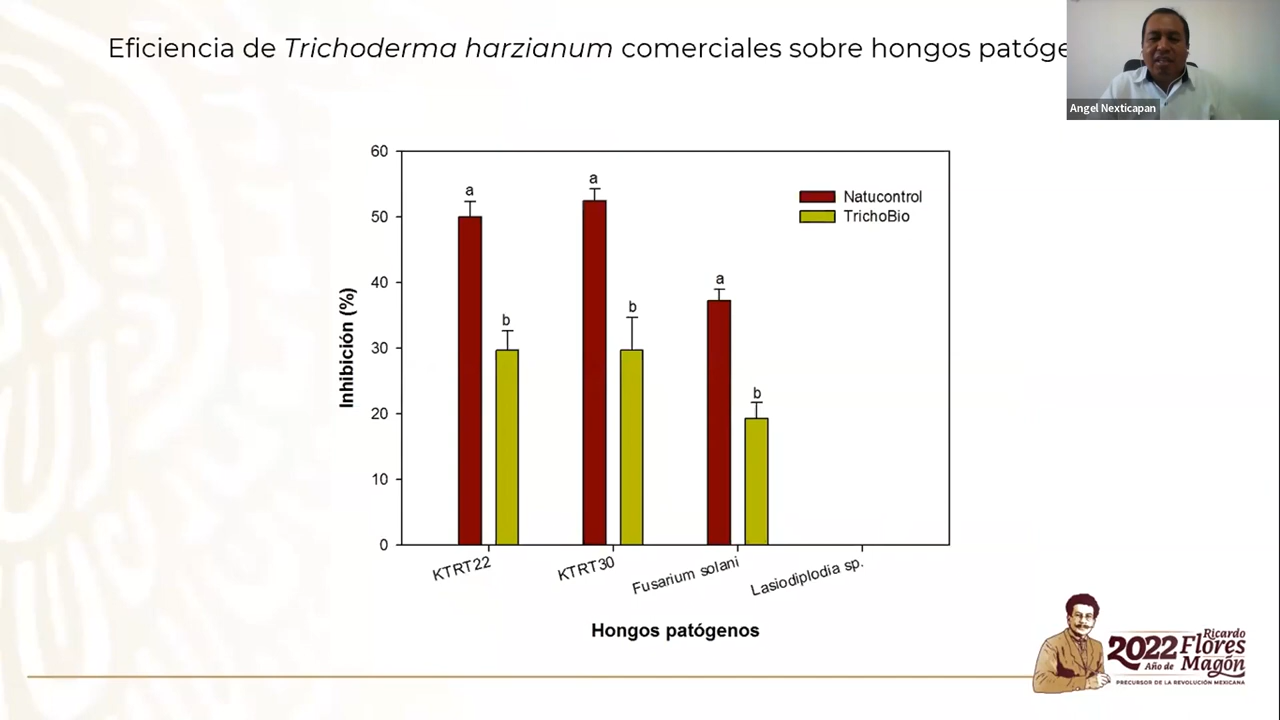 Eficiencia de Trichoderma harzianum comerciales sobre hongos
Angel Nexticapan
60
50
40
30
20
10
0
Inhibición (%)
a
b
a
b
a
b
Natucontrol
TrichoBio
KTRT22
KTRT30
Fusarium solani
Lasiodiplodia sp.
Hongos patógenos
2022
Año de
Ricardo
Flores
Magón
PRECURSOR DE LA REVOLUCIÓN MEXICANA